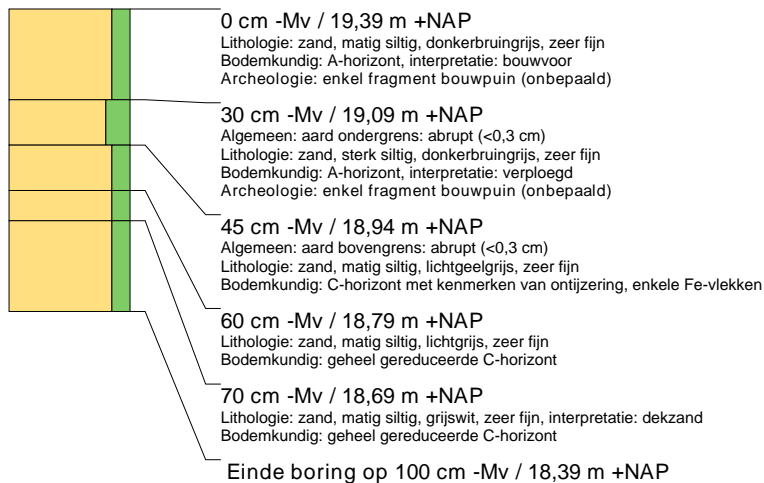 0 cm -Mv / 19,39 m +NAP
Lithologie: zand, matig siltig, donkerbruingrijs, zeer fijn
Bodemkundig: A-horizont, interpretatie: bouwvoor
Archeologie: enkel fragment bouwpuin (onbepaald)
30 cm -Mv / 19,09 m +NAP
Algemeen: aard ondergrens: abrupt (<0,3 cm)
Lithologie: zand, sterk siltig, donkerbruingrijs, zeer fijn
Bodemkundig: A-horizont, interpretatie: verploegd
Archeologie: enkel fragment bouwpuin (onbepaald)
45 cm -Mv / 18,94 m +NAP
Algemeen: aard bovengrens: abrupt (<0,3 cm)
Lithologie: zand, matig siltig, lichtgeelgrijs, zeer fijn
Bodemkundig: C-horizont met kenmerken van ontijzering, enkele Fe-vlekken
60 cm -Mv / 18,79 m +NAP
Lithologie: zand, matig siltig, lichtgrijs, zeer fijn
Bodemkundig: geheel gereduceerde C-horizont
70 cm -Mv / 18,69 m +NAP
Lithologie: zand, matig siltig, grijswit, zeer fijn, interpretatie: dekzand
Bodemkundig: geheel gereduceerde C-horizont
Einde boring op 100 cm -Mv / 18,39 m +NAP